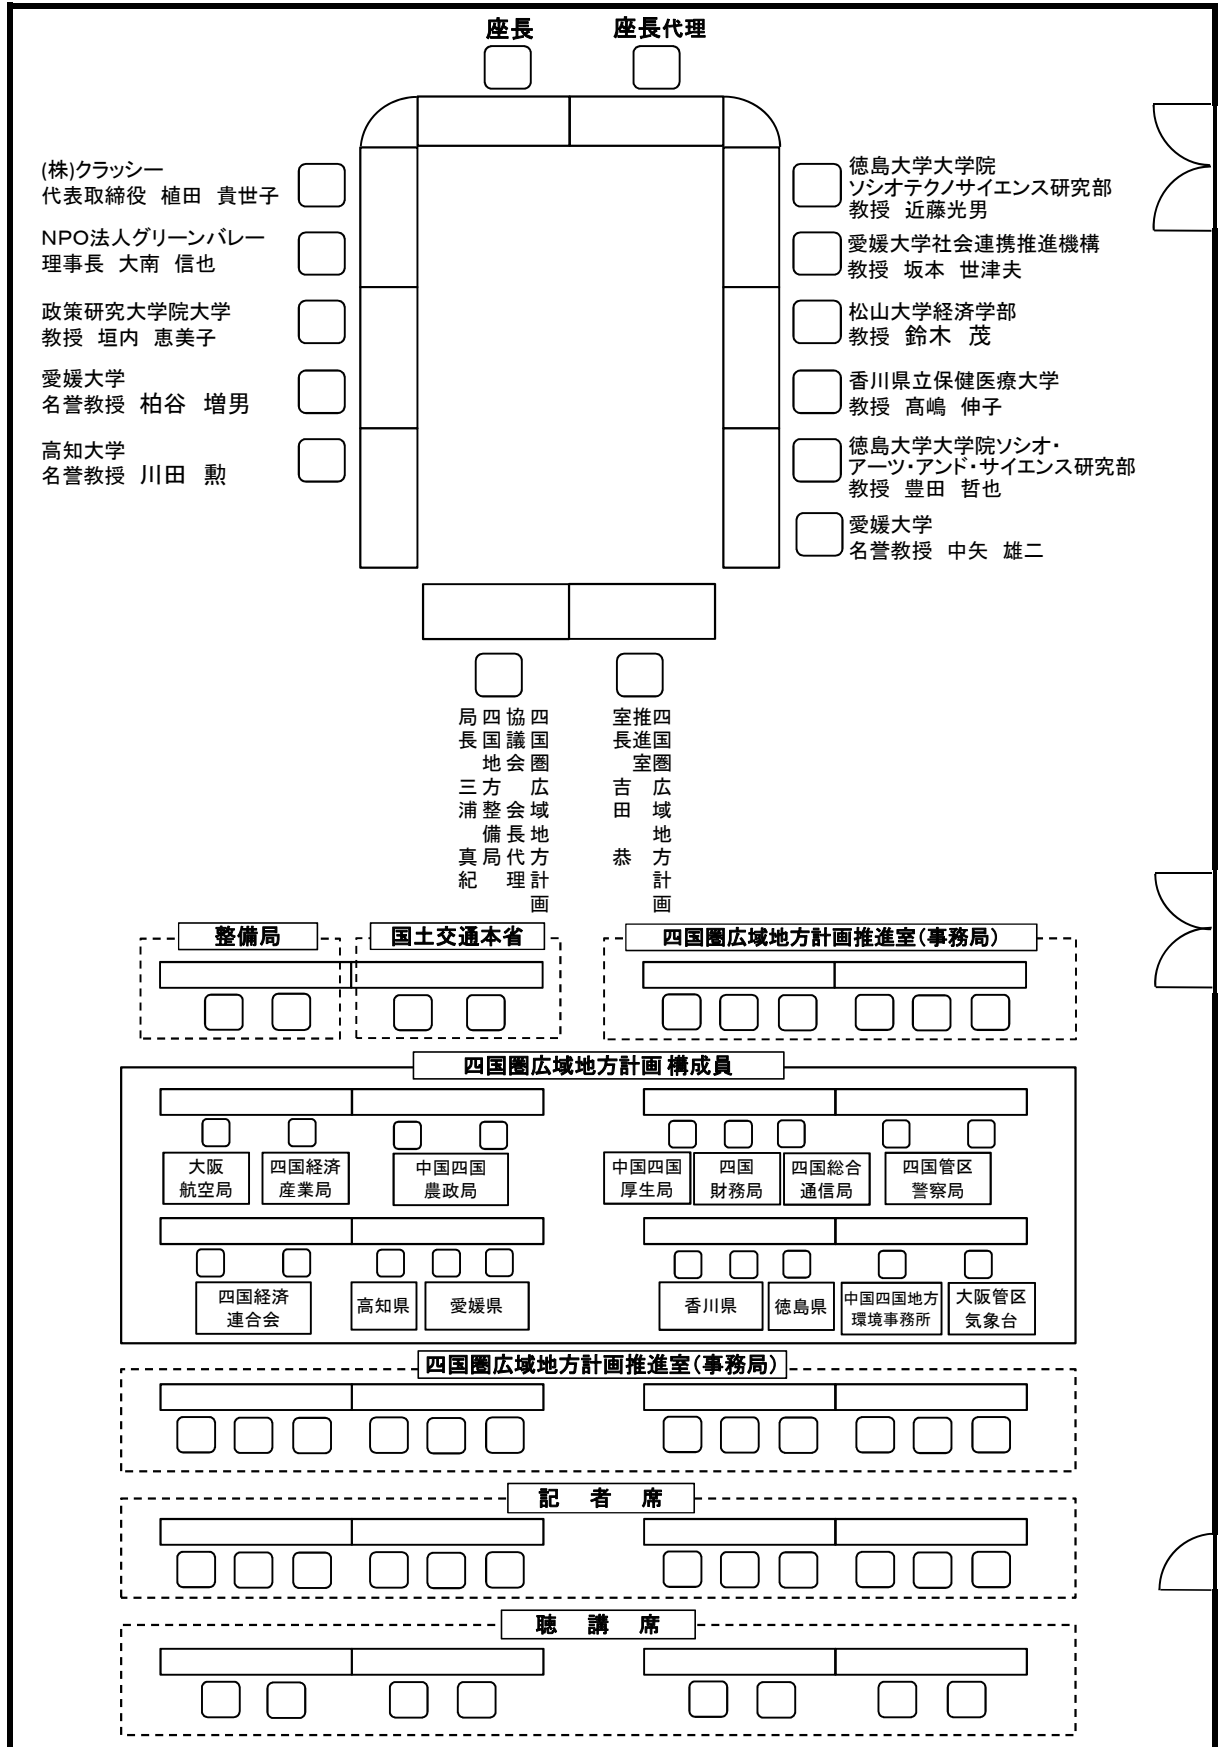 座長
座長代理
(株)クラッシー
代表取締役 植田 貴世子
NPO法人グリーンバレー
理事長 大南 信也
政策研究大学院大学
教授 垣内 恵美子
愛媛大学
名誉教授 柏谷 増男
高知大学
名誉教授 川田 勲
徳島大学大学院
ソシオテクノサイエンス研究部
教授 近藤光男
愛媛大学社会連携推進機構
教授 坂本 世津夫
松山大学経済学部
教授 鈴木 茂
香川県立保健医療大学
教授 髙嶋 伸子
徳島大学大学院ソシオ・
アーツ・アンド・サイエンス研究部
教授 豊田 哲也
愛媛大学
名誉教授 中矢 雄二
四国圏広域地方計画
協議会 会長代理
四国地方整備局
局長 三浦 真紀
四国圏広域地方計画
推進室
室長 吉田 恭
整備局
国土交通本省
四国圏広域地方計画推進室(事務局)
四国圏広域地方計画 構成員
大阪
航空局
四国経済
産業局
中国四国
農政局
中国四国
厚生局
四国
財務局
四国総合
通信局
四国管区
警察局
四国経済
連合会
高知県
愛媛県
香川県
徳島県
中国四国地方
環境事務所
大阪管区
気象台
四国圏広域地方計画推進室(事務局)
記 者 席
聴 講 席